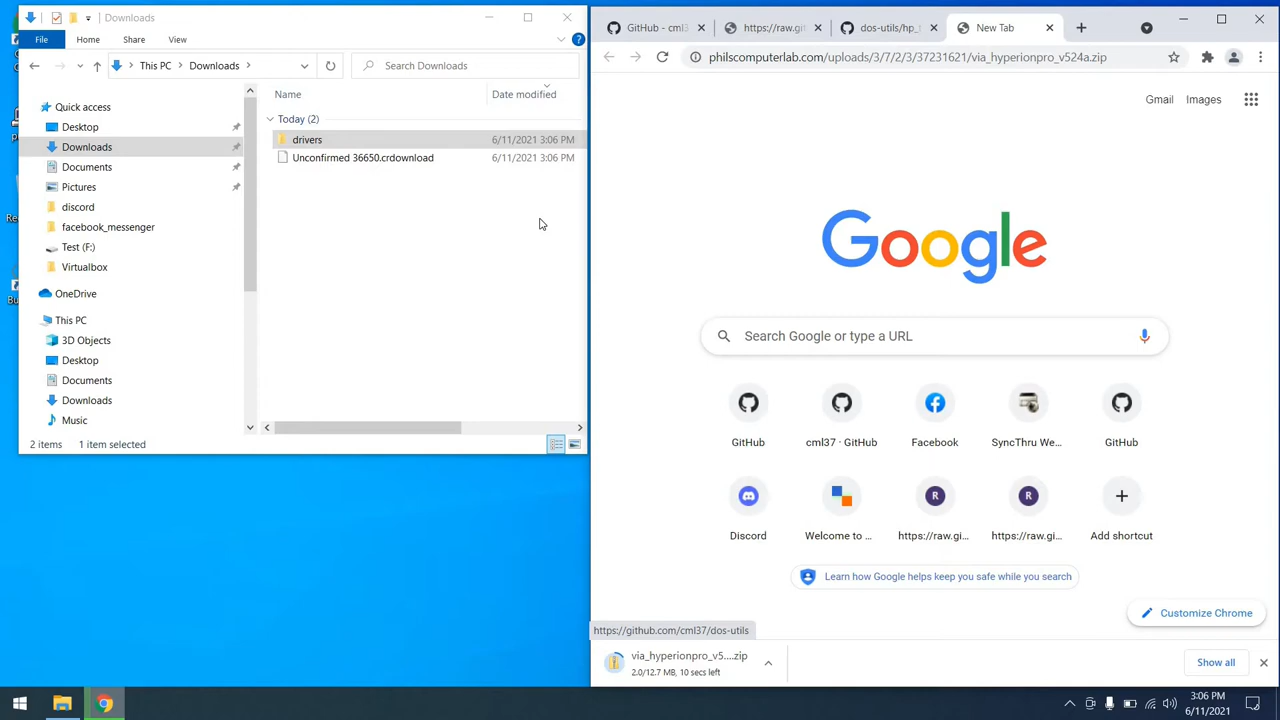 Downloads
File
Home
Share
View
This PC
Downloads
Search Downloads
Quick access
Desktop
Downloads
Documents
Pictures
discord
facebook_messenger
Test (F:)
Virtualbox
OneDrive
This PC
3D Objects
Desktop
Documents
Downloads
Music
Name
Date modified
Today (2)
drivers 6/11/2021 3:06 PM
Unconfirmed 36650.crdownload 6/11/2021 3:06 PM
2 items 1 item selected
GitHub - cml3
https://raw.gi
dos-utils/hp_
New Tab
philscomputerlab.com/uploads/3/7/2/3/37231621/via_hyperionpro_v524a.zip
Gmail Images
Google
Search Google or type a URL
GitHub
cml37 · GitHub
Facebook
SyncThru We...
GitHub
Discord
Welcome to ...
https://raw.gi...
https://raw.gi...
Add shortcut
Learn how Google helps keep you safe while you search
Customize Chrome
https://github.com/cml37/dos-utils
via_hyperionpro_v5....zip
2.0/12.7 MB, 10 secs left
Show all
3:06 PM
6/11/2021